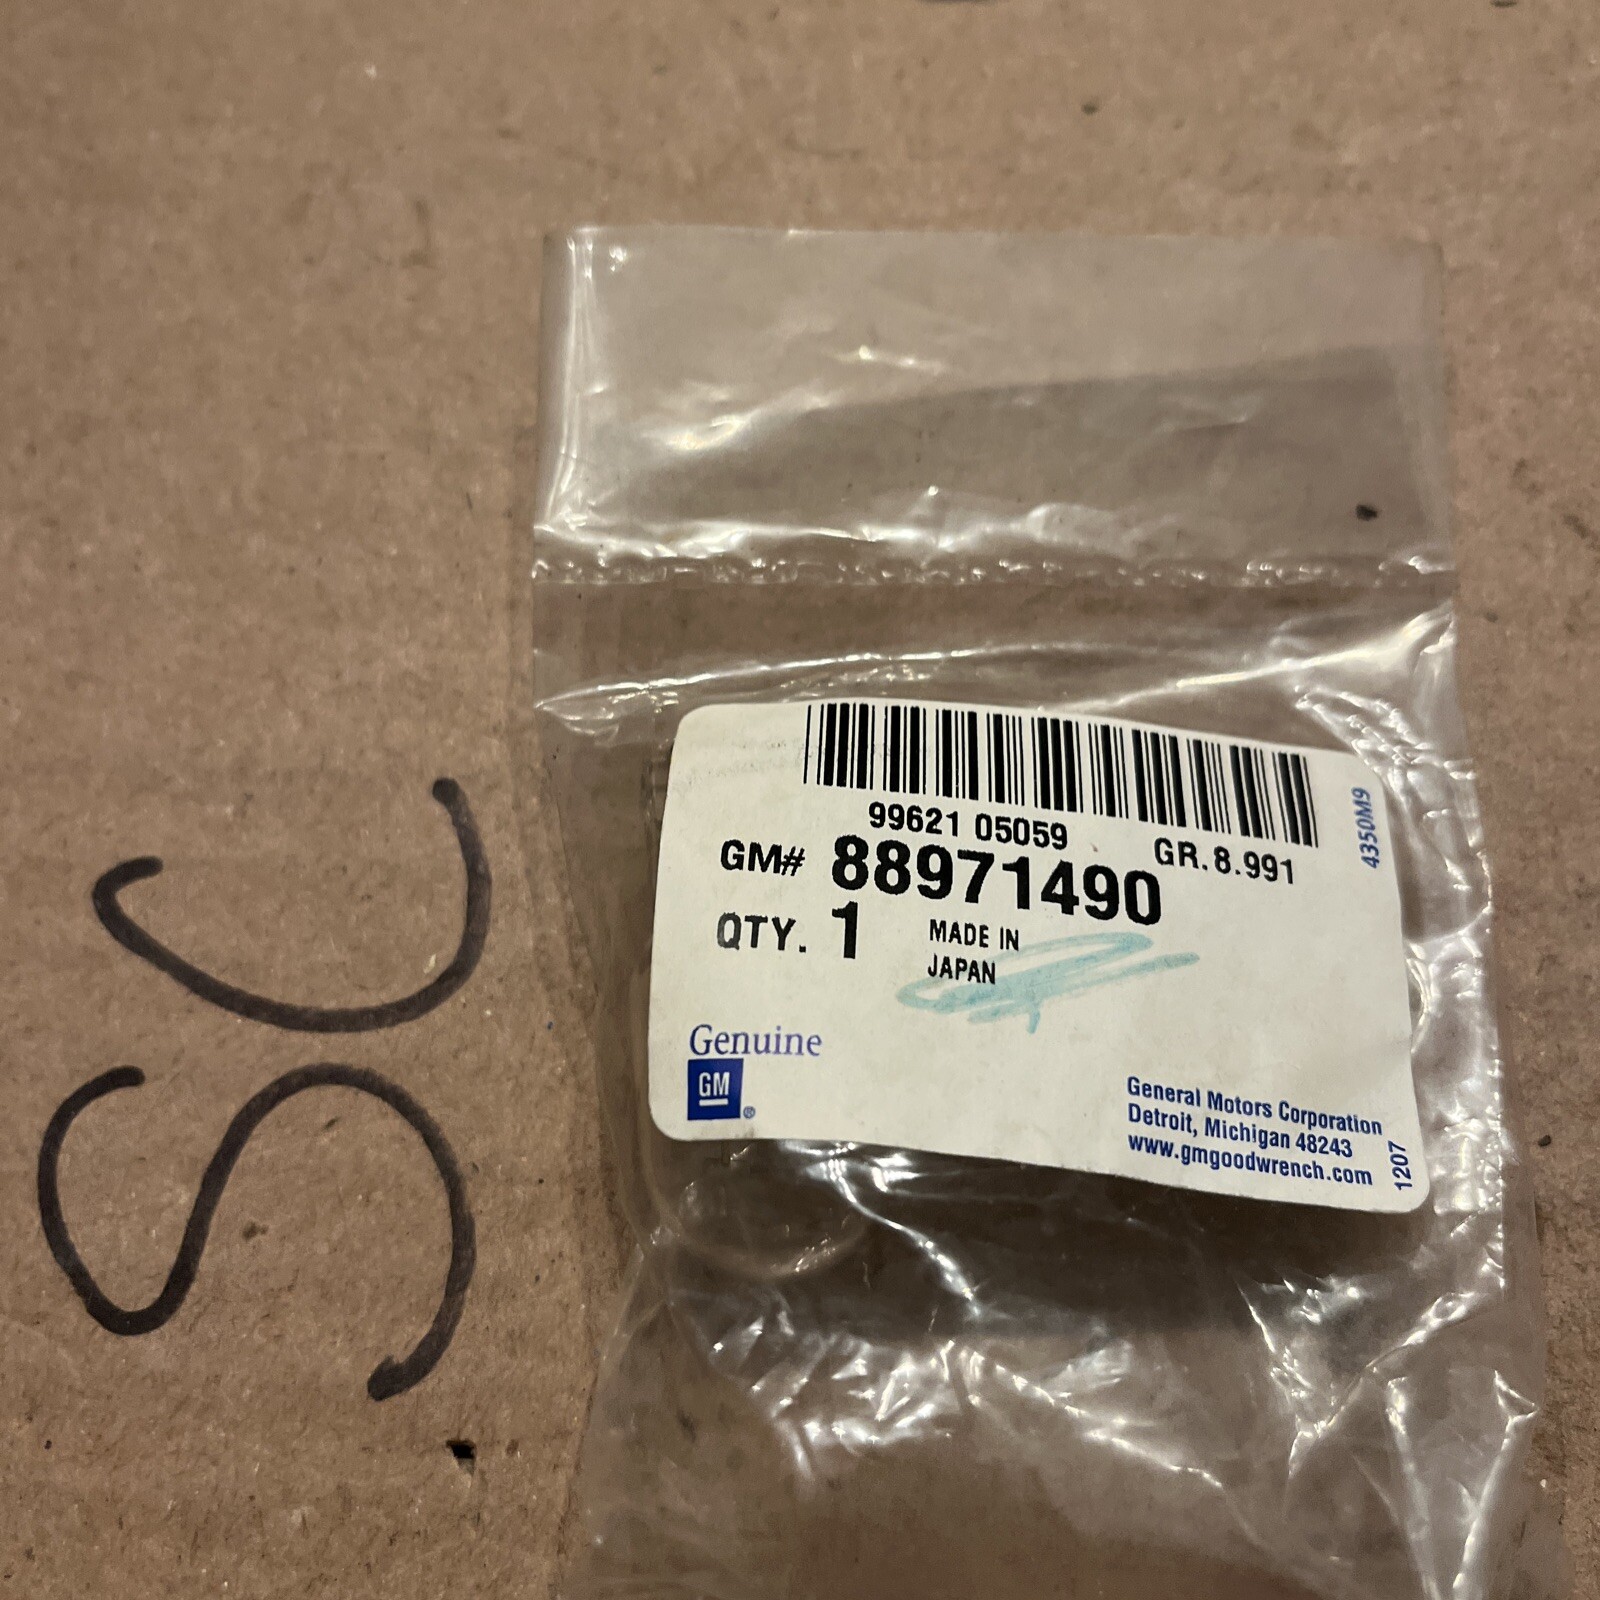 SC
99621 05059
GR. 8.991
GM# 88971490
QTY. 1
MADE IN
JAPAN
4350M9
Genuine
GM®
General Motors Corporation
Detroit, Michigan 48243
www.gmgoodwrench.com
1207